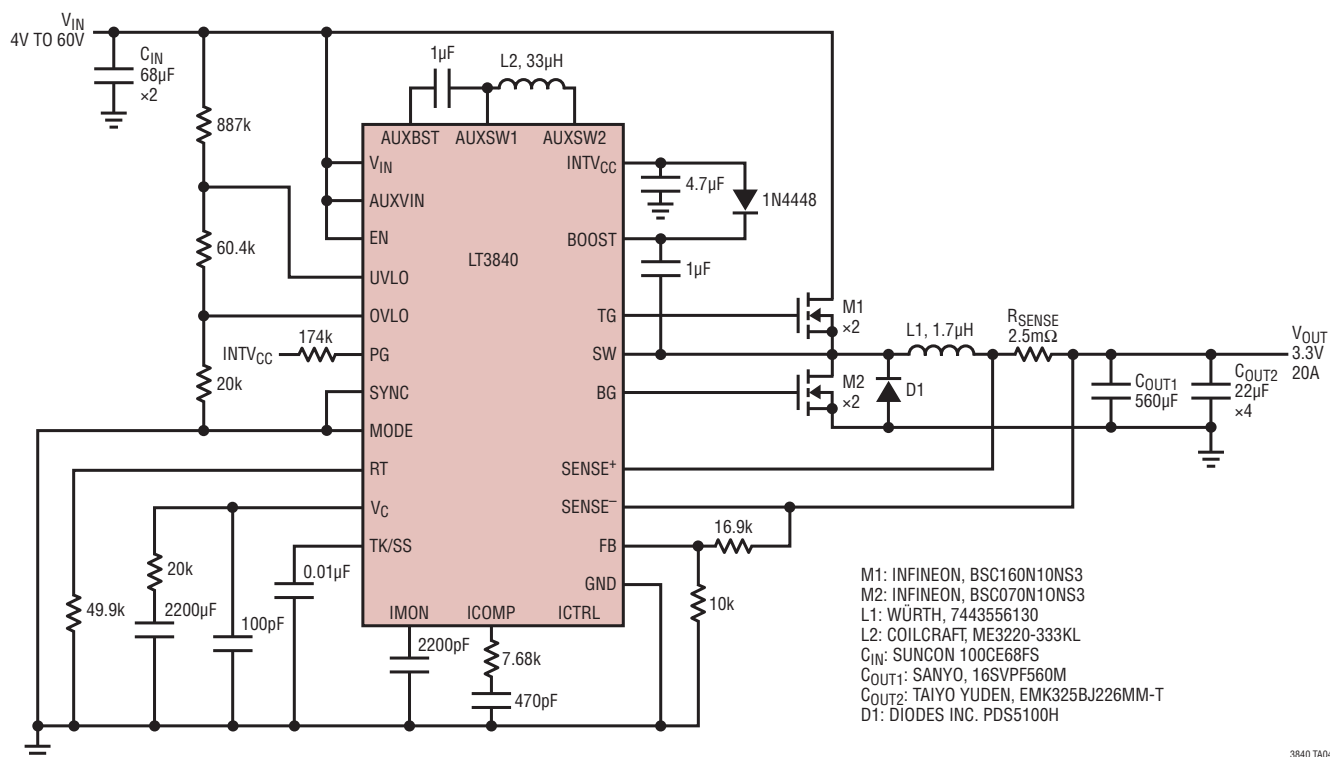 VIN
4V TO 60V
CIN
68µF
×2
1µF
L2, 33µH
887k
60.4k
20k
INTVCC
174k
AUXBST
AUXSW1
AUXSW2
VIN
AUXVIN
EN
UVLO
OVLO
PG
SYNC
MODE
RT
VC
TK/SS
IMON
ICOMP
ICTRL
LT3840
INTVCC
BOOST
TG
SW
BG
SENSE+
SENSE–
FB
GND
4.7µF
1N4448
1µF
M1
×2
M2
×2
D1
L1, 1.7µH
RSENSE
2.5mΩ
VOUT
3.3V
20A
COUT1
560µF
COUT2
22µF
×4
16.9k
10k
49.9k
20k
2200µF
100pF
0.01µF
2200pF
7.68k
470pF
M1: INFINEON, BSC160N10NS3
M2: INFINEON, BSC070N1ONS3
L1: WÜRTH, 7443556130
L2: COILCRAFT, ME3220-333KL
CIN: SUNCON 100CE68FS
COUT1: SANYO, 16SVPF560M
COUT2: TAIYO YUDEN, EMK325BJ226MM-T
D1: DIODES INC. PDS5100H
3840 TA04